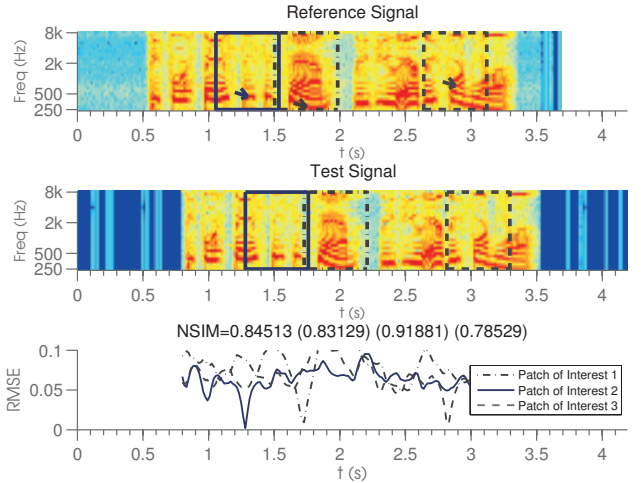 Reference Signal
Freq (Hz)
8k
2k
500
250
0 0.5 1 1.5 2 2.5 3 3.5 4
t (s)
Test Signal
Freq (Hz)
8k
2k
500
250
0 0.5 1 1.5 2 2.5 3 3.5 4
t (s)
NSIM=0.84513 (0.83129) (0.91881) (0.78529)
RMSE
0.1
0.05
0
Patch of Interest 1
Patch of Interest 2
Patch of Interest 3
0 0.5 1 1.5 2 2.5 3 3.5 4
t (s)